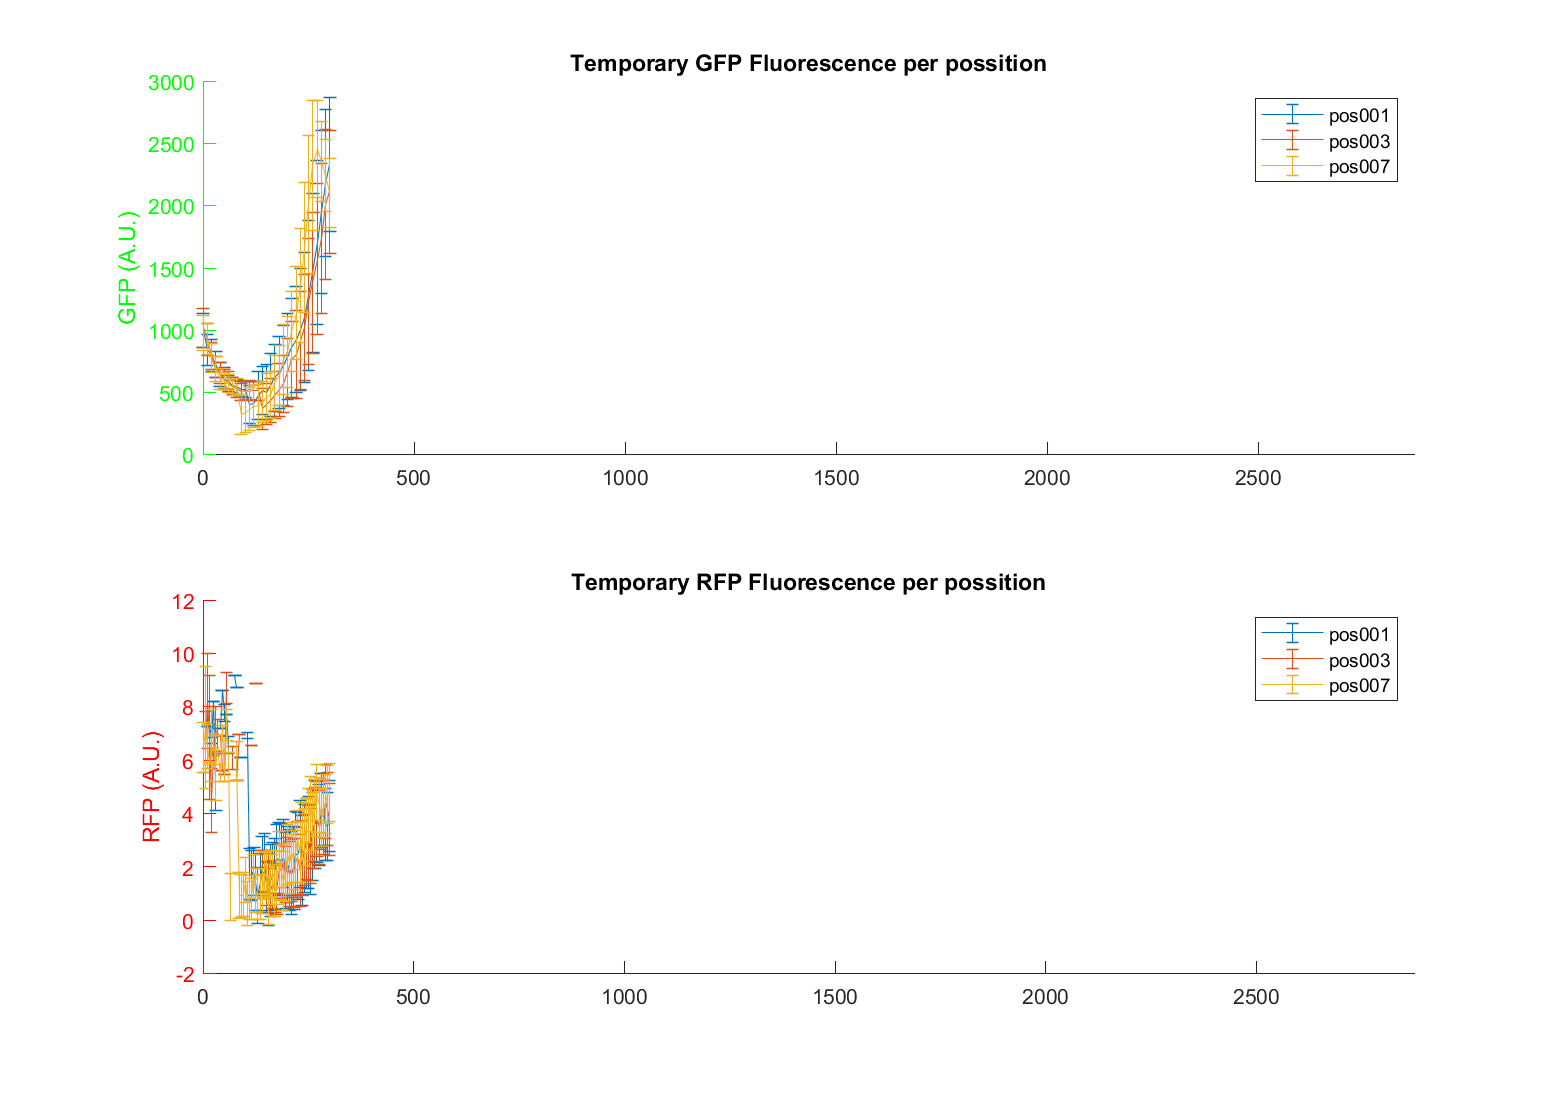 Temporary GFP Fluorescence per possition
3000
2500
2000
1500
1000
500
0
GFP (A.U.)
pos001
pos003
pos007
0 500 1000 1500 2000 2500
Temporary RFP Fluorescence per possition
12
10
8
6
4
2
0
-2
RFP (A.U.)
pos001
pos003
pos007
0 500 1000 1500 2000 2500